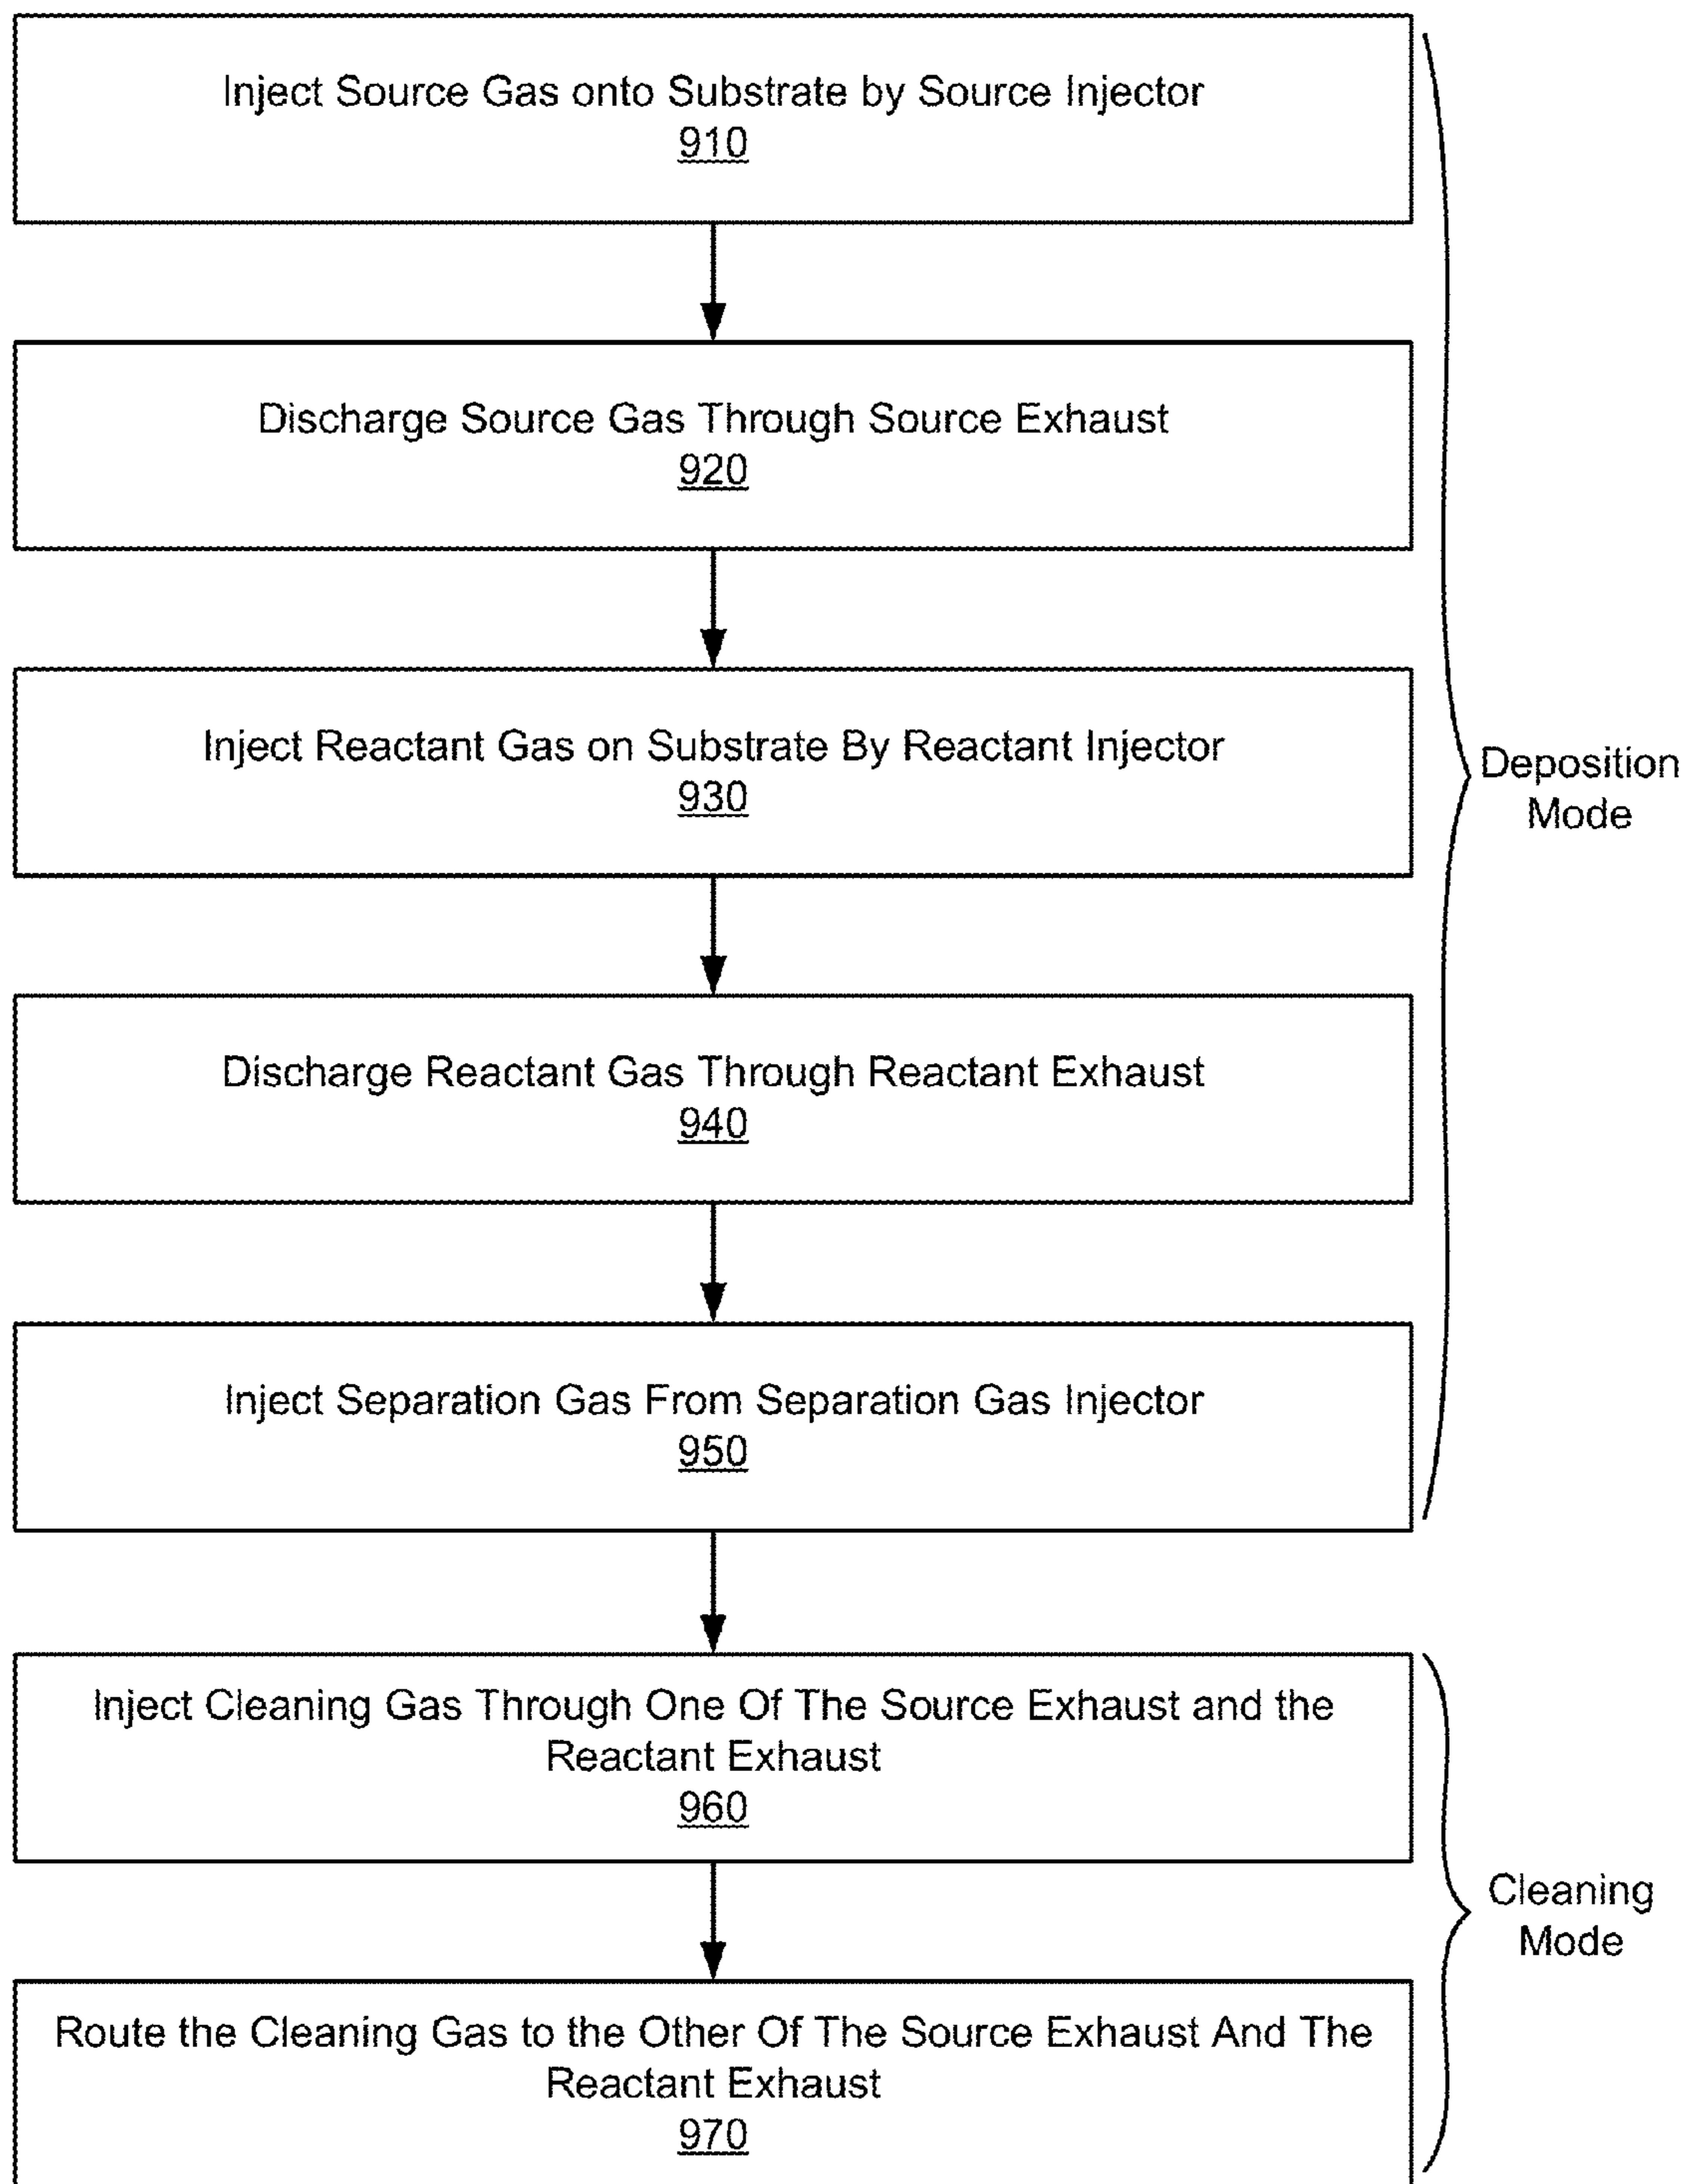 Inject Source Gas onto Substrate by Source Injector
910
Discharge Source Gas Through Source Exhaust
920
Inject Reactant Gas on Substrate By Reactant Injector
930
Deposition
Mode
Discharge Reactant Gas Through Reactant Exhaust
940
Inject Separation Gas From Separation Gas Injector
950
Inject Cleaning Gas Through One Of The Source Exhaust and the
Reactant Exhaust
960
Cleaning
Mode
Route the Cleaning Gas to the Other Of The Source Exhaust And The
Reactant Exhaust
970